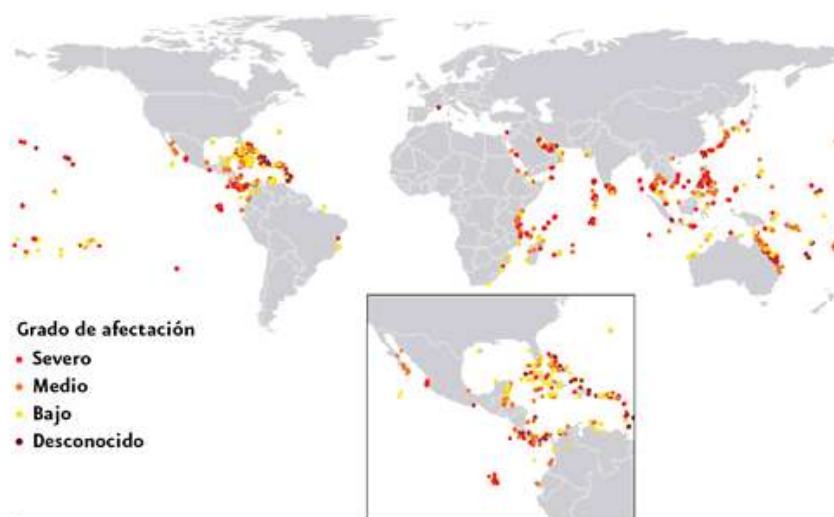 Grado de afectación
Severo
Medio
Bajo
Desconocido